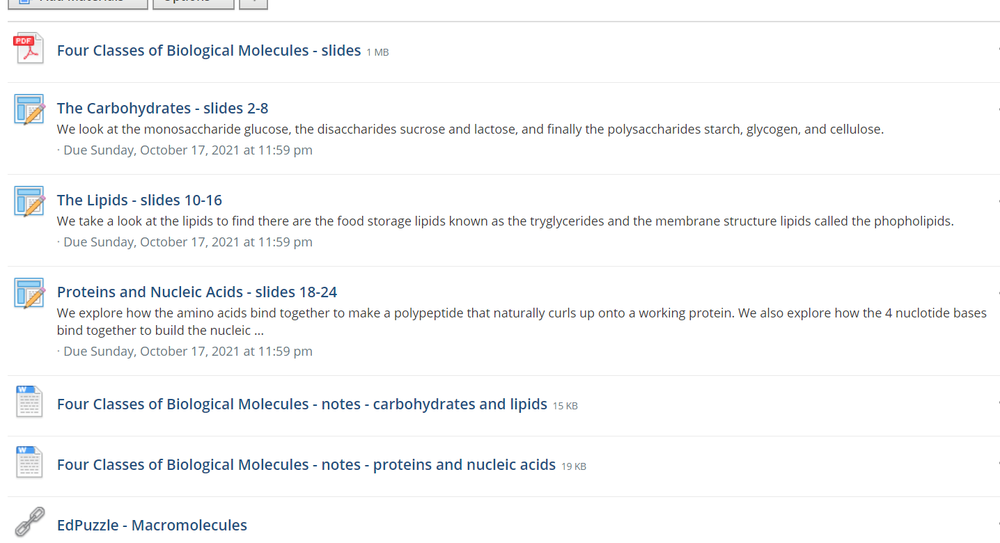 Add Materials Options
PDF
Four Classes of Biological Molecules - slides 1 MB
The Carbohydrates - slides 2-8
We look at the monosaccharide glucose, the disaccharides sucrose and lactose, and finally the polysaccharides starch, glycogen, and cellulose.
· Due Sunday, October 17, 2021 at 11:59 pm
The Lipids - slides 10-16
We take a look at the lipids to find there are the food storage lipids known as the tryglycerides and the membrane structure lipids called the phopholipids.
· Due Sunday, October 17, 2021 at 11:59 pm
Proteins and Nucleic Acids - slides 18-24
We explore how the amino acids bind together to make a polypeptide that naturally curls up onto a working protein. We also explore how the 4 nuclotide bases
bind together to build the nucleic ...
· Due Sunday, October 17, 2021 at 11:59 pm
W
Four Classes of Biological Molecules - notes - carbohydrates and lipids 15 KB
W
Four Classes of Biological Molecules - notes - proteins and nucleic acids 19 KB
EdPuzzle - Macromolecules